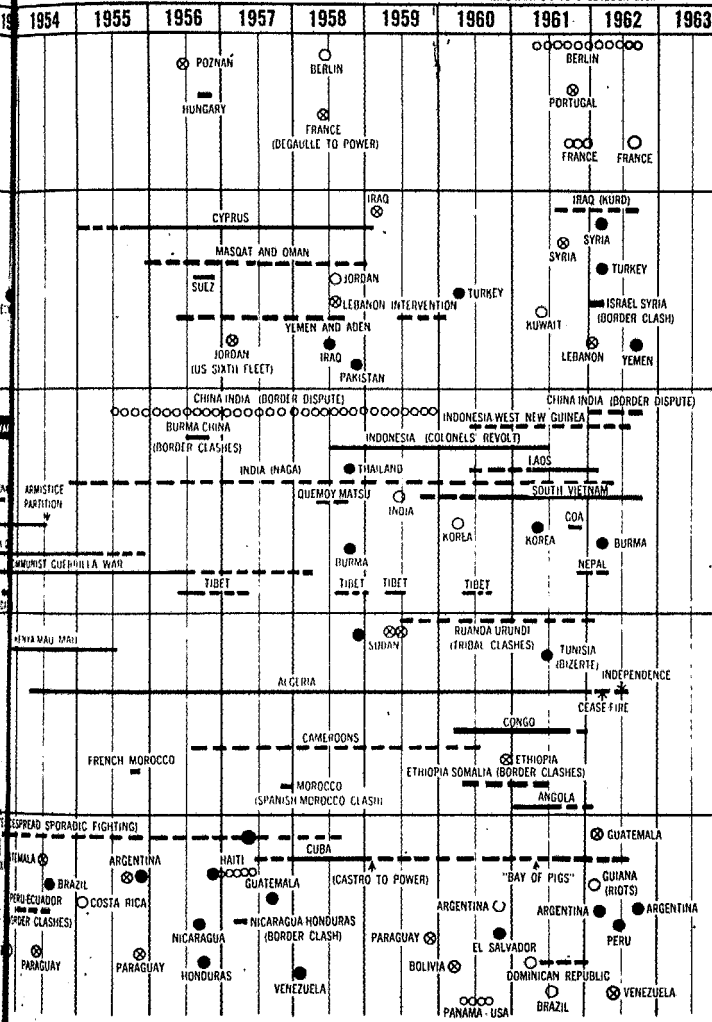 1954 1955 1956 1957 1958 1959 1960 1961 1962 1963
POZNAŃ
BERLIN
BERLIN
HUNGARY
PORTUGAL
FRANCE
(DEGAULLE TO POWER)
FRANCE
FRANCE
IRAQ
IRAQ (KURD)
CYPRUS
SYRIA
SYRIA
MASQAT AND OMAN
SUEZ
JORDAN
TURKEY
TURKEY
LEBANON INTERVENTION
ISRAEL SYRIA
(BORDER CLASH)
KUWAIT
YEMEN AND ADEN
JORDAN
(US SIXTH FLEET)
IRAQ
LEBANON
YEMEN
PAKISTAN
CHINA INDIA (BORDER DISPUTE)
CHINA INDIA (BORDER DISPUTE)
INDONESIA WEST NEW GUINEA
BURMA CHINA
(BORDER CLASHES)
INDONESIA (COLONELS' REVOLT)
LAOS
INDIA (NAGA)
THAILAND
ARMISTICE
PARTITION
QUEMOY MATSU
INDIA
SOUTH VIETNAM
KOREA
KOREA
GOA
BURMA
BURMA
GUERRILLA WAR
NEPAL
TIBET
TIBET
TIBET
TIBET
SUDAN
RUANDA URUNDI
(TRIBAL CLASHES)
TUNISIA
(BIZERTE)
KENYA MAU MAU
ALGERIA
INDEPENDENCE
CEASE-FIRE
CONGO
CAMEROONS
FRENCH MOROCCO
ETHIOPIA
ETHIOPIA SOMALIA (BORDER CLASHES)
MOROCCO
(SPANISH MOROCCO CLASH)
ANGOLA
SPORADIC FIGHTING)
GUATEMALA
CUBA
(CASTRO TO POWER)
"BAY OF PIGS"
ARGENTINA
HAITI
BRAZIL
GUATEMALA
GUIANA
(RIOTS)
COSTA RICA
PERU-ECUADOR
CLASHES)
NICARAGUA HONDURAS
(BORDER CLASH)
NICARAGUA
ARGENTINA
ARGENTINA
ARGENTINA
PERU
PARAGUAY
EL SALVADOR
PARAGUAY
PARAGUAY
HONDURAS
VENEZUELA
BOLIVIA
DOMINICAN REPUBLIC
PANAMA - USA
BRAZIL
VENEZUELA